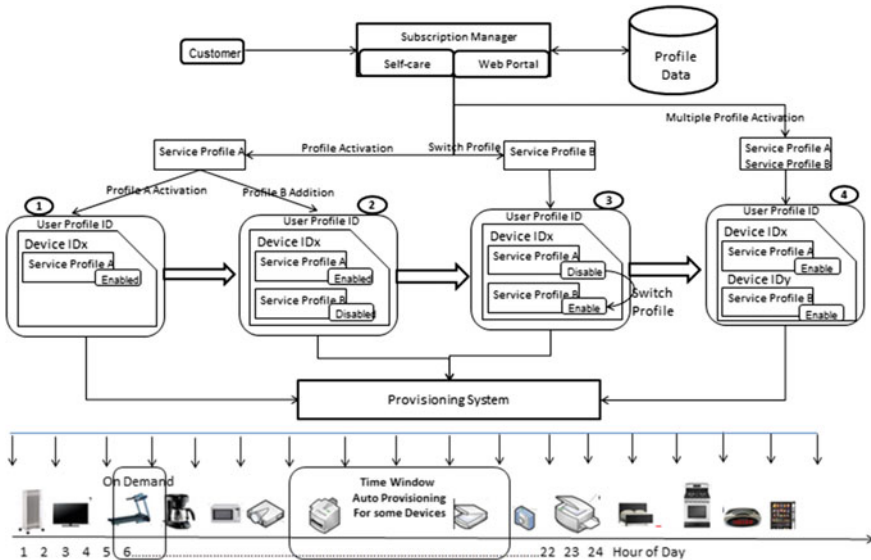 Subscription Manager
Customer
Self-care
Web Portal
Profile
Data
Multiple Profile Activation
Service Profile A
Profile Activation
Switch Profile
Service Profile B
Service Profile A
Service Profile B
Profile A Activation
Profile B Addition
1
User Profile ID
Device IDx
Service Profile A
Enabled
2
User Profile ID
Device IDx
Service Profile A
Enabled
Service Profile B
Disabled
3
User Profile ID
Device IDx
Service Profile A
Disable
Service Profile B
Enable
Switch
Profile
4
User Profile ID
Device IDx
Service Profile A
Enable
Device IDy
Service Profile B
Enable
Provisioning System
On Demand
Time Window
Auto Provisioning
For some Devices
1 2 3 4 5 6 22 23 24 Hour of Day